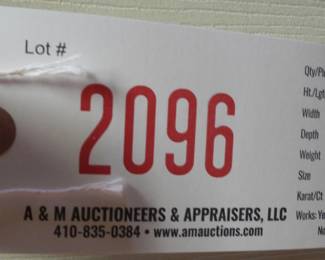 Lot #
2096
Qty/
Ht./Lgt
Width
Depth
Weight
Size
Karat/Ct
Works:
A & M AUCTIONEERS & APPRAISERS, LLC
410-835-0384 • www.amauctions.com